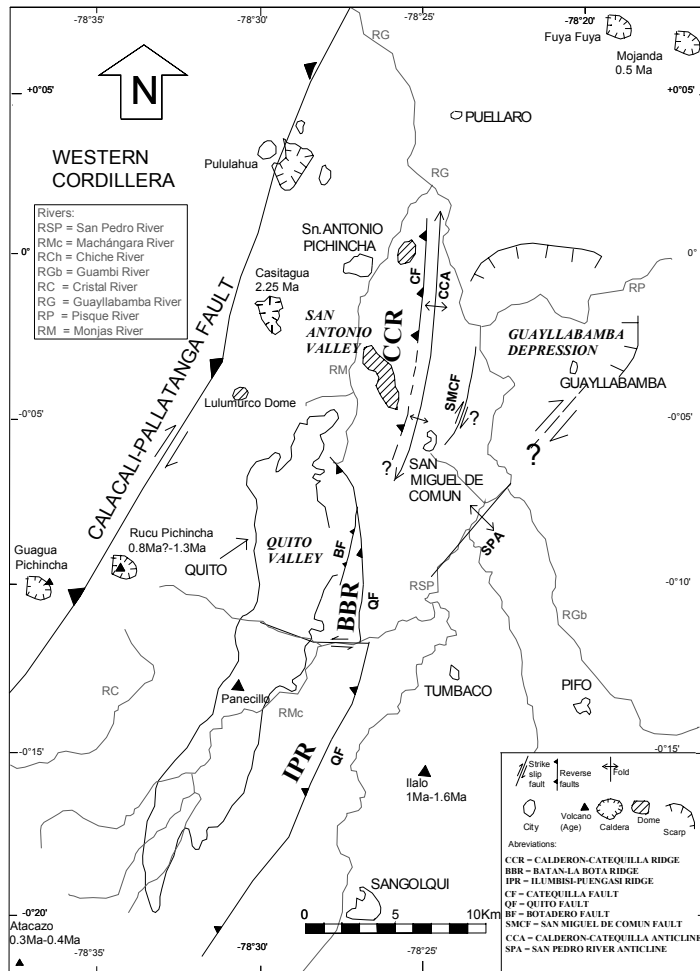 -78°35'
-78°30'
-78°25'
-78°20'
Fuya Fuya
Mojanda
0.5 Ma
RG
+0°05'
+0°05'
N
PUELLARO
WESTERN
CORDILLERA
Pululahua
RG
Rivers:
RSP = San Pedro River
RMc = Machángara River
RCh = Chiche River
RGb = Guambi River
RC = Cristal River
RG = Guayllabamba River
RP = Pisque River
RM = Monjas River
Sn. ANTONIO
PICHINCHA
0°
0°
CF
CCA
RP
Casitagua
2.25 Ma
SAN
ANTONIO
VALLEY
CCR
GUAYLLABAMBA
DEPRESSION
RM
GUAYLLABAMBA
CALACALI-PALLATANGA FAULT
Lulumurco Dome
SMCF
-0°05'
-0°05'
?
?
?
SAN
MIGUEL DE
COMUN
Rucu Pichincha
0.8Ma?-1.3Ma
QUITO
VALLEY
BF
SPA
Guagua
Pichincha
QUITO
QF
BBR
RSP
-0°10'
-0°10'
RGb
RC
Panecillo
RMc
TUMBACO
PIFO
-0°15'
-0°15'
IPR
QF
Ilalo
1Ma-1.6Ma
Strike
slip
fault
Reverse
faults
Fold
City
Volcano
(Age)
Caldera
Dome
Scarp
Abreviations:
CCR = CALDERON-CATEQUILLA RIDGE
BBR = BATAN-LA BOTA RIDGE
IPR = ILUMBISI-PUENGASI RIDGE
CF = CATEQUILLA FAULT
QF = QUITO FAULT
BF = BOTADERO FAULT
SMCF = SAN MIGUEL DE COMUN FAULT
CCA = CALDERON-CATEQUILLA ANTICLINE
SPA = SAN PEDRO RIVER ANTICLINE
SANGOLQUI
-0°20'
0
5
10Km
Atacazo
0.3Ma-0.4Ma
-78°35'
-78°30'
-78°25'